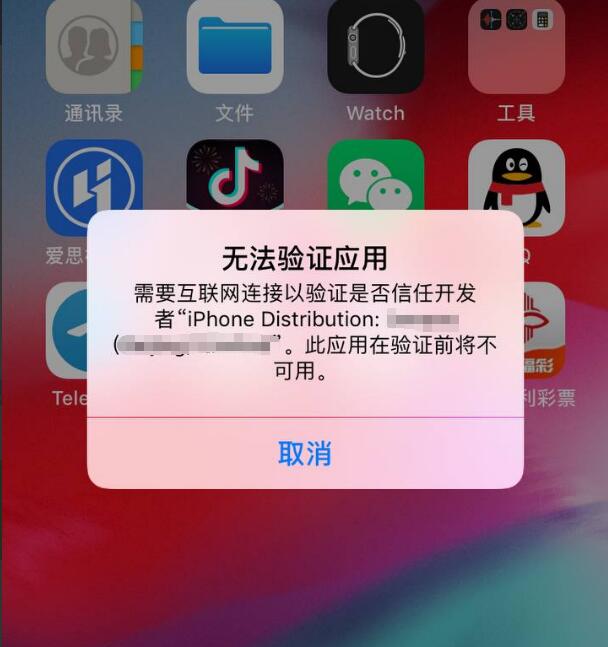 通讯录
文件
Watch
工具
爱思
Q
Tele
利彩票
福彩
无法验证应用
需要互联网连接以验证是否信任开发
者“iPhone Distribution:
(
”。此应用在验证前将不
可用。
取消